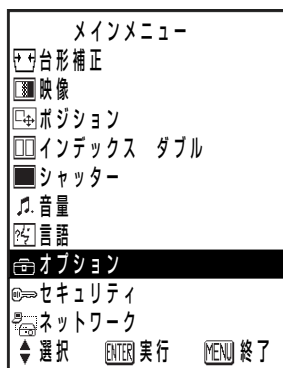 メインメニュー
台形補正
映像
ポジション
インデックス ダブル
シャッター
音量
言語
オプション
セキュリティ
ネットワーク
選択 ENTER 実行 MENU 終了